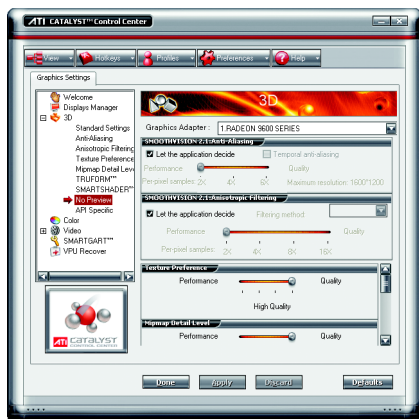 ATI CATALYST™ Control Center
View
Hotkeys
Profiles
Preferences
Help
Graphics Settings
Welcome
Displays Manager
3D
Standard Settings
Anti-Aliasing
Anisotropic Filtering
Texture Preference
Mipmap Detail Lev
TRUFORM™
SMARTSHADER™
No Preview
API Specific
Color
Video
SMARTGART™
VPU Recover
ATI CATALYST
CONTROL CENTER
3D
Graphics Adapter : 1.RADEON 9600 SERIES
SMOOTHVISION 2.1:Anti-Aliasing
Let the application decide Temporal anti-aliasing
Performance Quality
Per-pixel samples: 2X 4X 6X Maximum resolution: 1600*1200
SMOOTHVISION 2.1:Anisotropic Filtering
Let the application decide Filtering method
Performance Quality
Per-pixel samples: 2X 4X 8X 16X
Texture Preference
Performance Quality
High Quality
Mipmap Detail Level
Performance Quality
Done Apply Discard Defaults